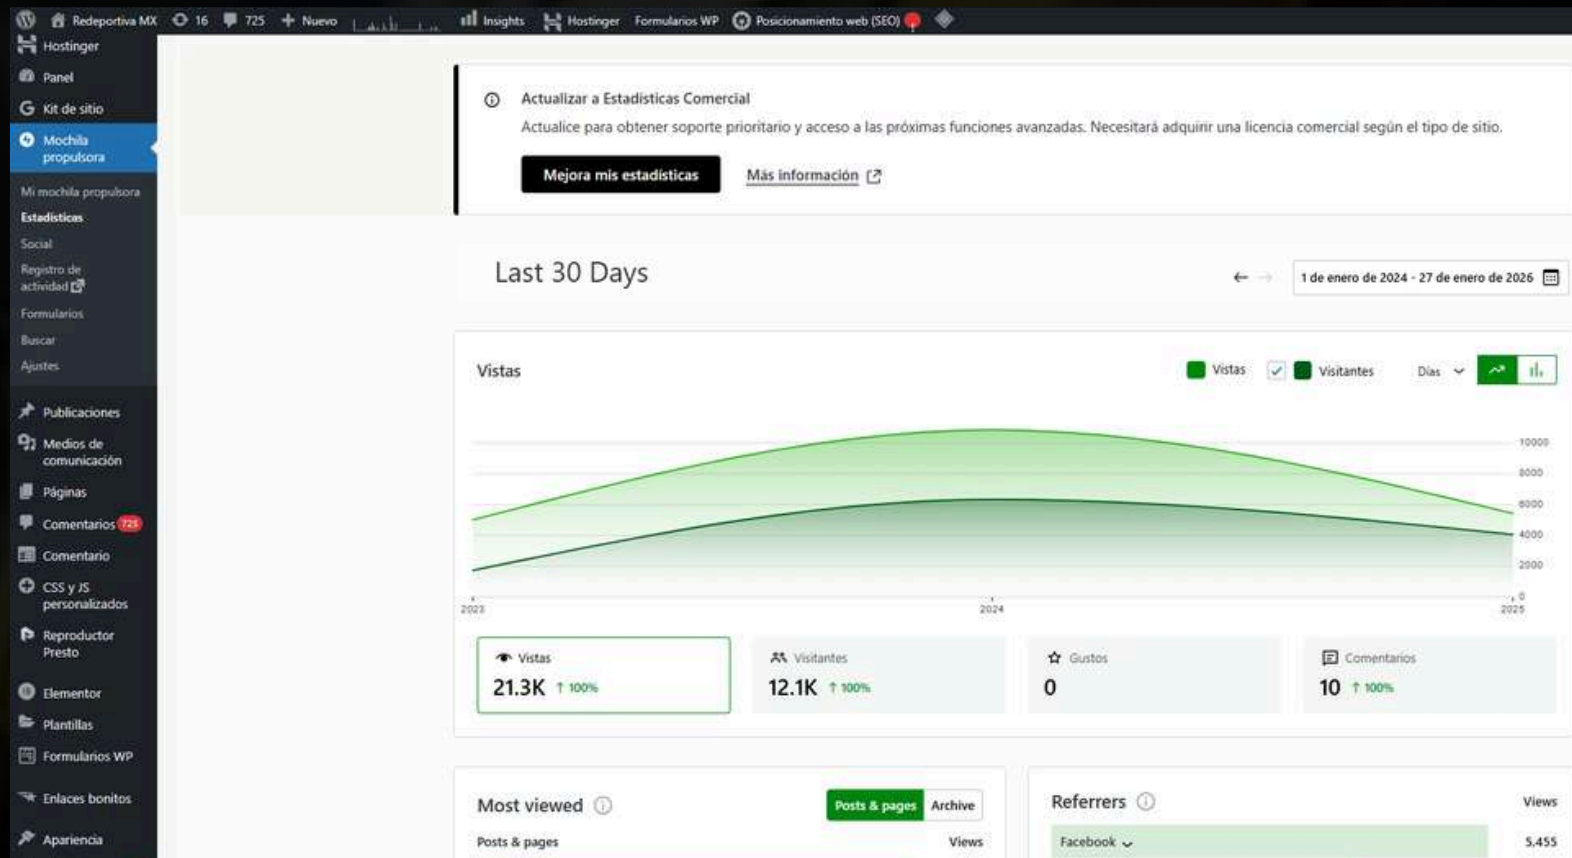 Redeportiva MX 16 725 + Nuevo Insights Hostinger Formularios WP Posicionamiento web (SEO)
Hostinger
Panel
Kit de sitio
Mochila
propulsora
Mi mochila propulsora
Estadísticas
Social
Registro de
actividad
Formularios
Buscar
Ajustes
Publicaciones
Medios de
comunicación
Páginas
Comentarios 725
Comentario
CSS y JS
personalizados
Reproductor
Presto
Elementor
Plantillas
Formularios WP
Enlaces bonitos
Apariencia
Actualizar a Estadísticas Comercial
Actualice para obtener soporte prioritario y acceso a las próximas funciones avanzadas. Necesitará adquirir una licencia comercial según el tipo de sitio.
Mejora mis estadísticas Más información
Last 30 Days
1 de enero de 2024 - 27 de enero de 2026
Vistas
Vistas Visitantes Días
10000
8000
6000
4000
2000
0
2023 2024 2025
Vistas
21.3K ↑ 100%
Visitantes
12.1K ↑ 100%
Gustos
0
Comentarios
10 ↑ 100%
Most viewed Posts & pages Archive
Posts & pages Views
Referrers Views
Facebook 5,455